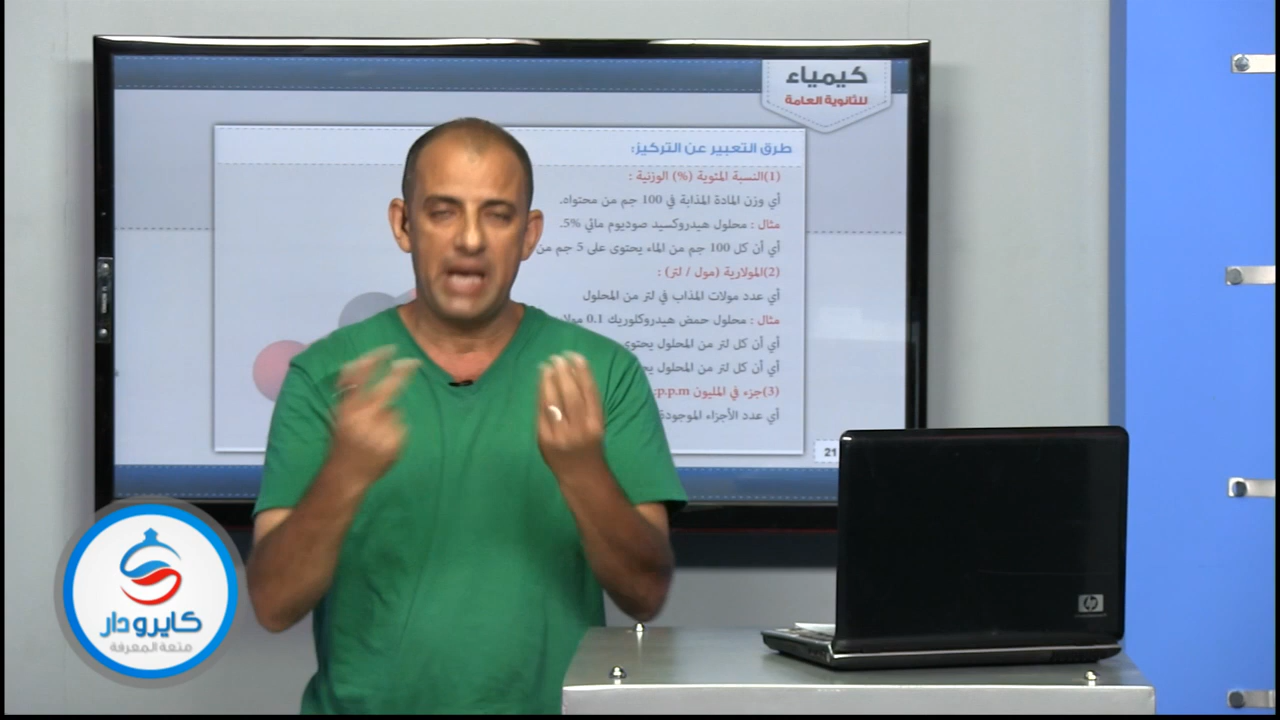 كيمياء
للثانوية العامة
طرق التعبير عن التركيز:
(1)النسبة المئوية (%) الوزنية :
أي وزن المادة المذابة في 100 جم من محتواه.
مثال : محلول هيدروكسيد صوديوم مائي 5%.
أي أن كل 100 جم من الماء يحتوى على 5 جم من
(2)المولارية (مول / لتر) :
أي عدد مولات المذاب في لتر من المحلول
مثال : محلول حمض هيدروكلوريك 0.1
أي أن كل لتر من المحلول يحتوي
أي أن كل لتر من المحلول
(3)جزء في المليون p.p.m:
أي عدد الأجزاء الموجودة
21
كايرو دار
متعة المعرفة
hp